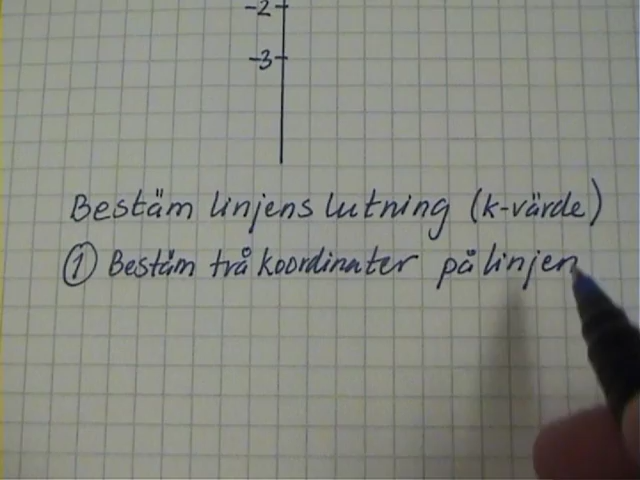 -2
-3
Bestäm linjens lutning (k-värde)
① Bestäm två koordinater på linjen